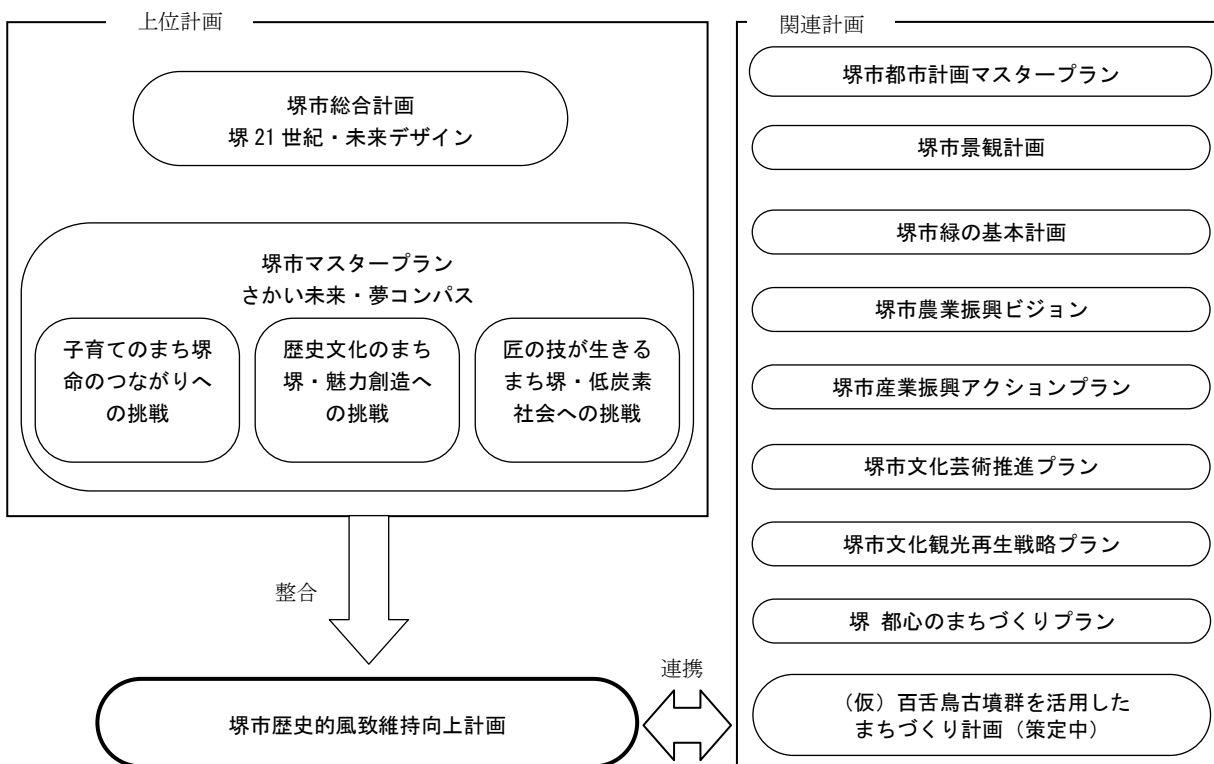 上位計画
堺市総合計画
堺 21 世紀・未来デザイン
堺市マスタープラン
さかい未来・夢コンパス
子育てのまち堺
命のつながりへ
の挑戦
歴史文化のまち
堺・魅力創造へ
の挑戦
匠の技が生きる
まち堺・低炭素
社会への挑戦
整合
堺市歴史的風致維持向上計画
連携
関連計画
堺市都市計画マスタープラン
堺市景観計画
堺市緑の基本計画
堺市農業振興ビジョン
堺市産業振興アクションプラン
堺市文化芸術推進プラン
堺市文化観光再生戦略プラン
堺 都心のまちづくりプラン
（仮）百舌鳥古墳群を活用した
まちづくり計画（策定中）